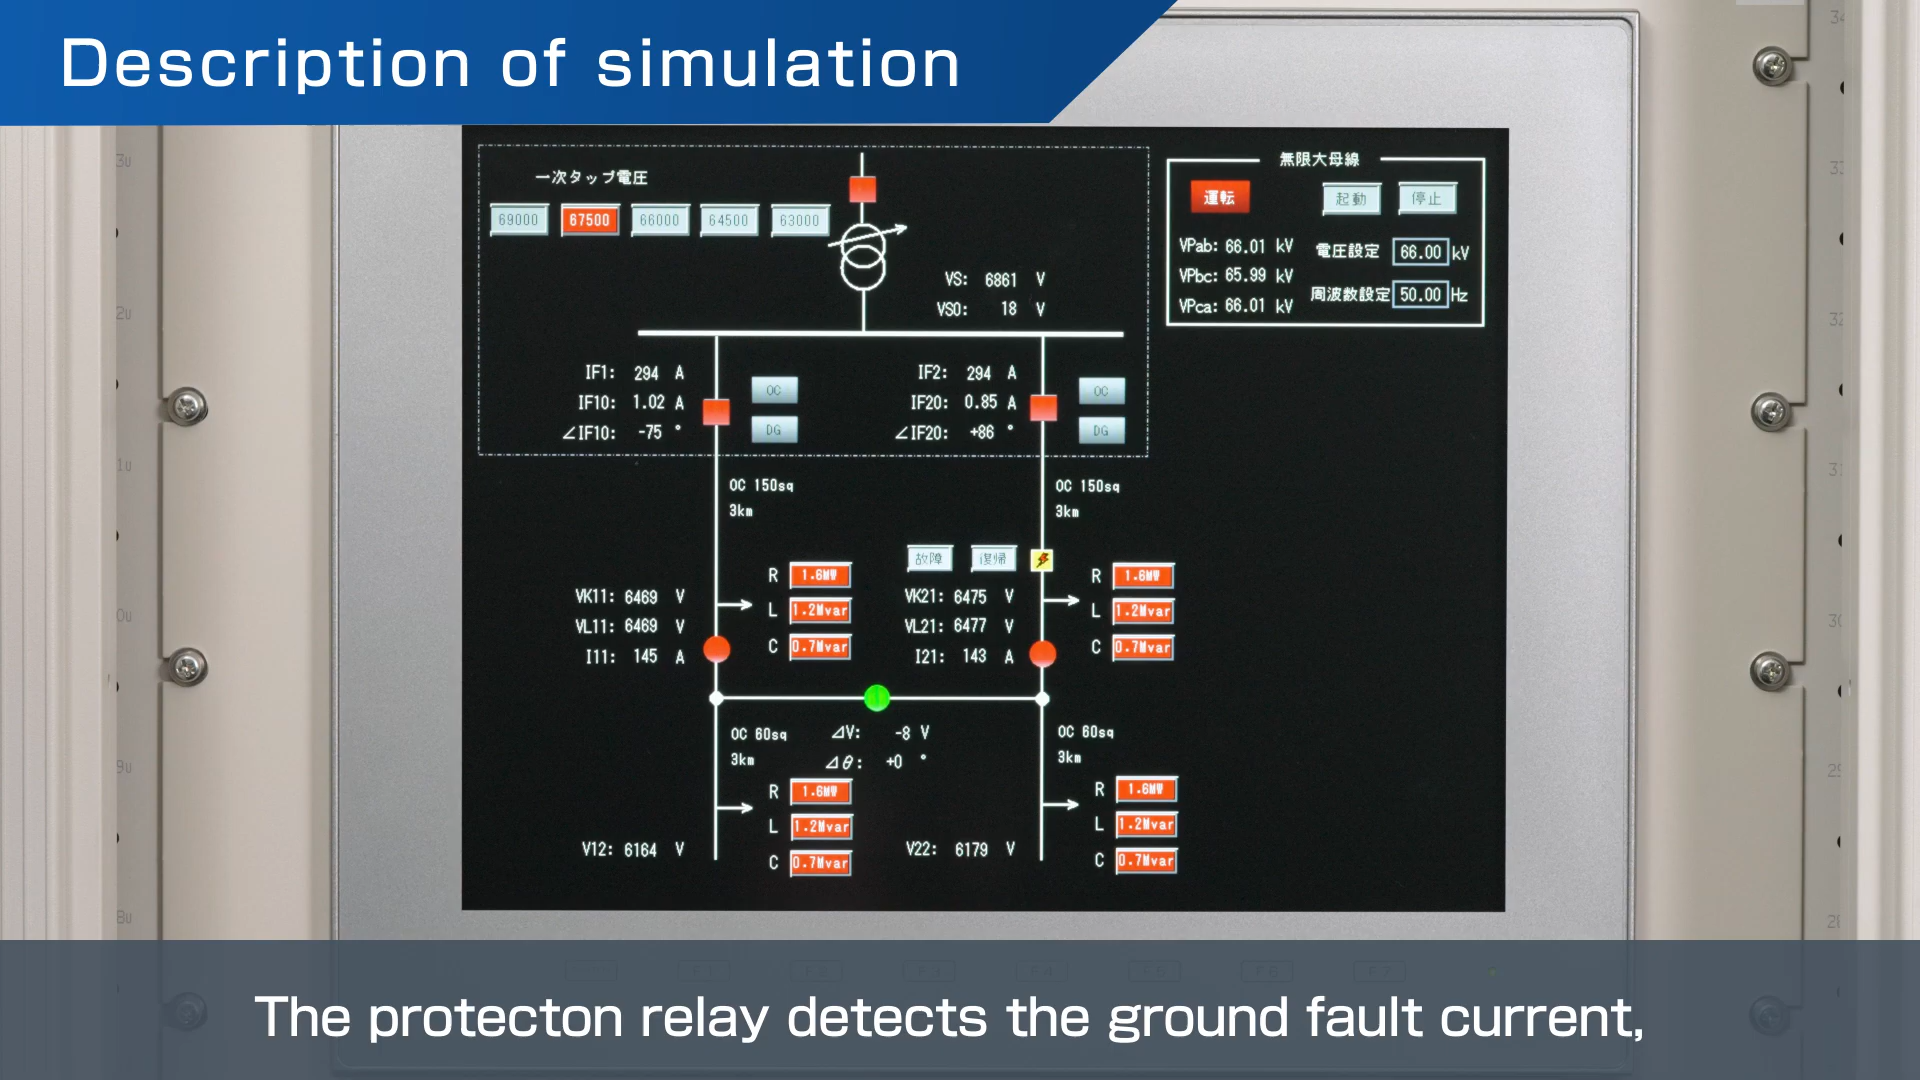 Description of simulation
一次タップ電圧
69000 67500 66000 64500 63000
VS: 6861 V
VS0: 18 V
無限大母線
運転 起動 停止
VPab: 66.01 kV 電圧設定 66.00 kV
VPbc: 65.99 kV
VPca: 66.01 kV 周波数設定 50.00 Hz
IF1: 294 A
IF10: 1.02 A
∠IF10: -75 °
OC
DG
IF2: 294 A
IF20: 0.85 A
∠IF20: +86 °
OC
DG
OC 150sq
3km
OC 150sq
3km
故障 復帰
VK11: 6469 V
VL11: 6469 V
I11: 145 A
R 1.6MW
L 1.2Mvar
C 0.7Mvar
VK21: 6475 V
VL21: 6477 V
I21: 143 A
R 1.6MW
L 1.2Mvar
C 0.7Mvar
OC 60sq
3km
⊿V: -8 V
⊿θ: +0 °
OC 60sq
3km
R 1.6MW
L 1.2Mvar
C 0.7Mvar
V12: 6164 V
R 1.6MW
L 1.2Mvar
C 0.7Mvar
V22: 6179 V
3u
2u
1u
0u
9u
8u
The protecton relay detects the ground fault current,